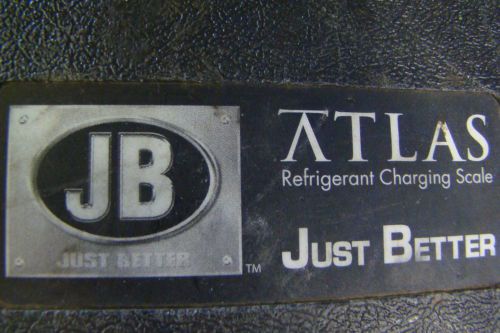 JB
JUST BETTER
TM
ATLAS
Refrigerant Charging Scale
JUST BETTER